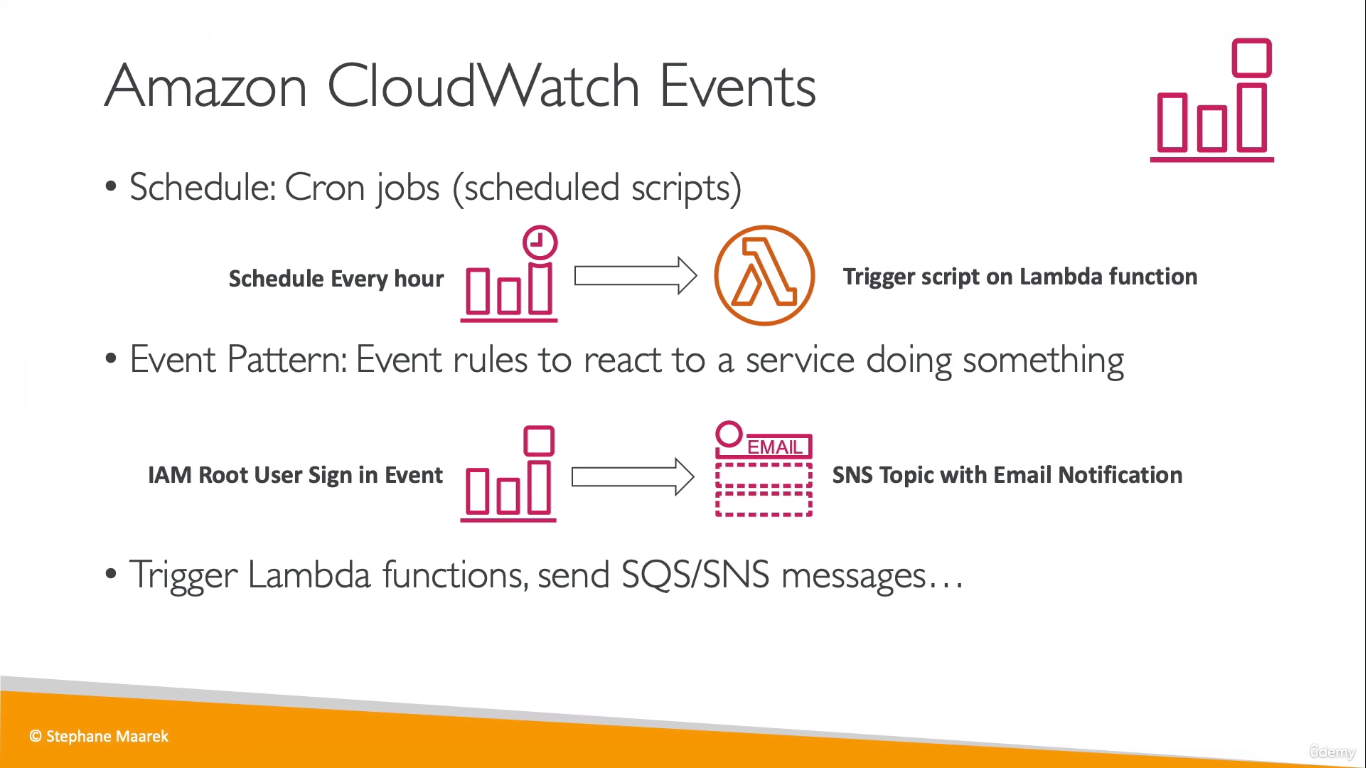 Amazon CloudWatch Events
• Schedule: Cron jobs (scheduled scripts)
Schedule Every hour
Trigger script on Lambda function
• Event Pattern: Event rules to react to a service doing something
IAM Root User Sign in Event
EMAIL
SNS Topic with Email Notification
• Trigger Lambda functions, send SQS/SNS messages…
© Stephane Maarek
ûdemy